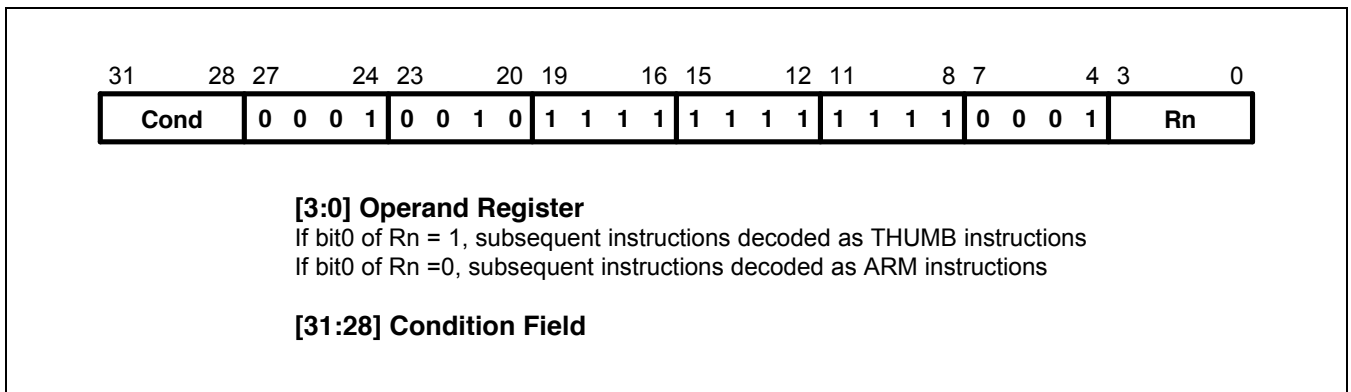 31 28 27 24 23 20 19 16 15 12 11 8 7 4 3 0
Cond 0 0 0 1 0 0 1 0 1 1 1 1 1 1 1 1 1 1 1 1 0 0 0 1 Rn
[3:0] Operand Register
If bit0 of Rn = 1, subsequent instructions decoded as THUMB instructions
If bit0 of Rn =0, subsequent instructions decoded as ARM instructions
[31:28] Condition Field